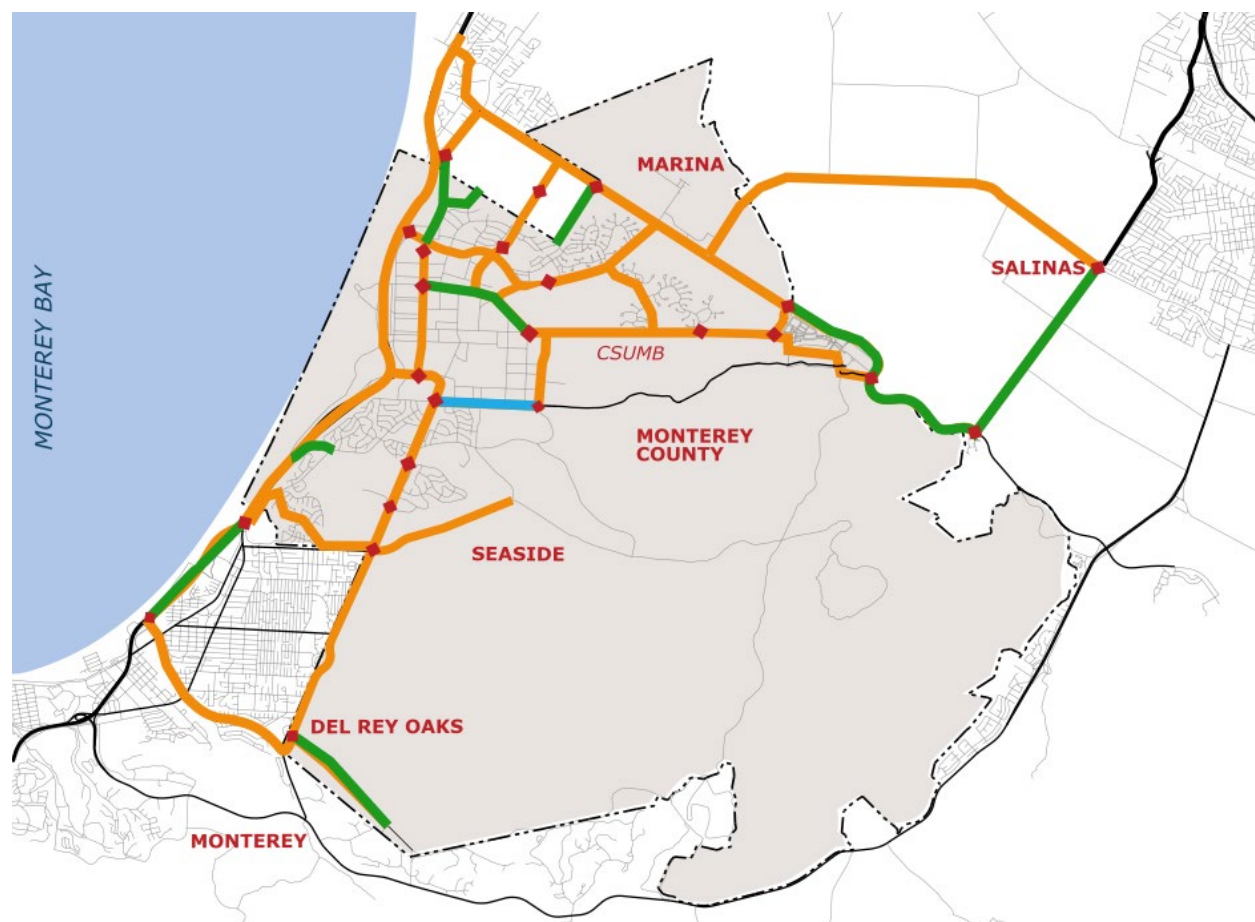 MARINA
MONTEREY BAY
SALINAS
CSUMB
MONTEREY
COUNTY
SEASIDE
DEL REY OAKS
MONTEREY